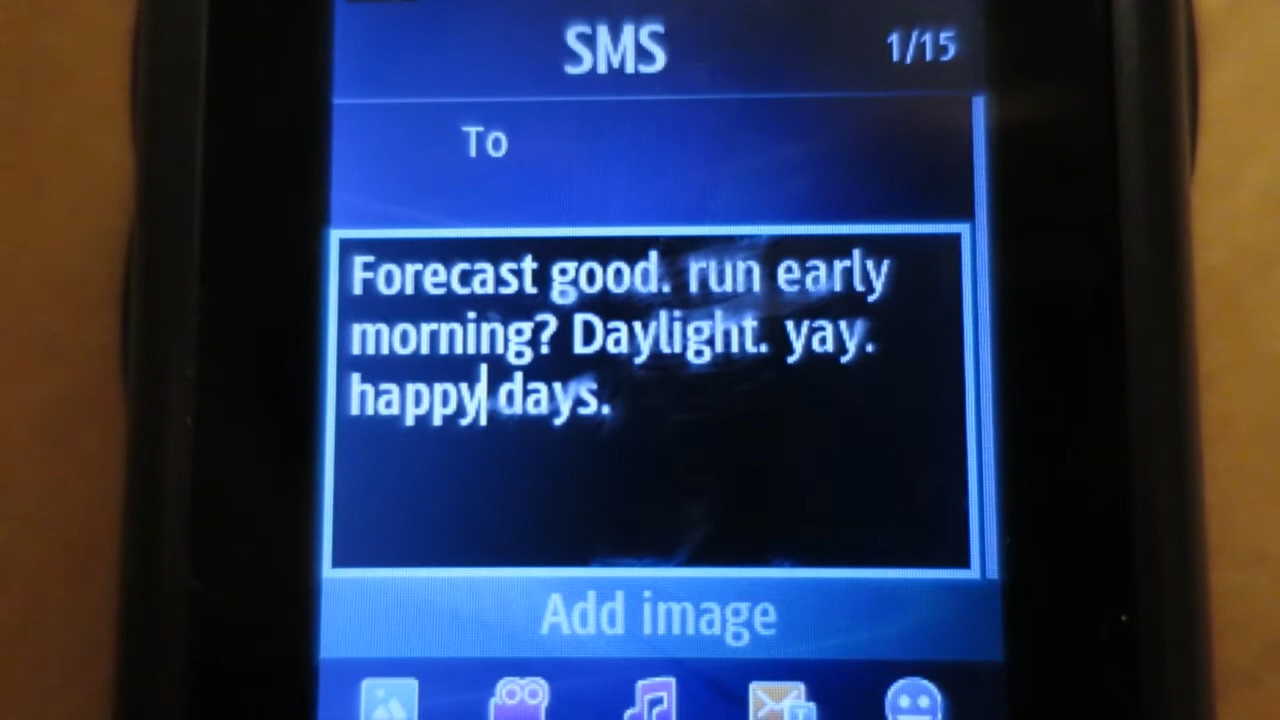 SMS 1/15
To
Forecast good. run early
morning? Daylight. yay.
happy days.
Add image